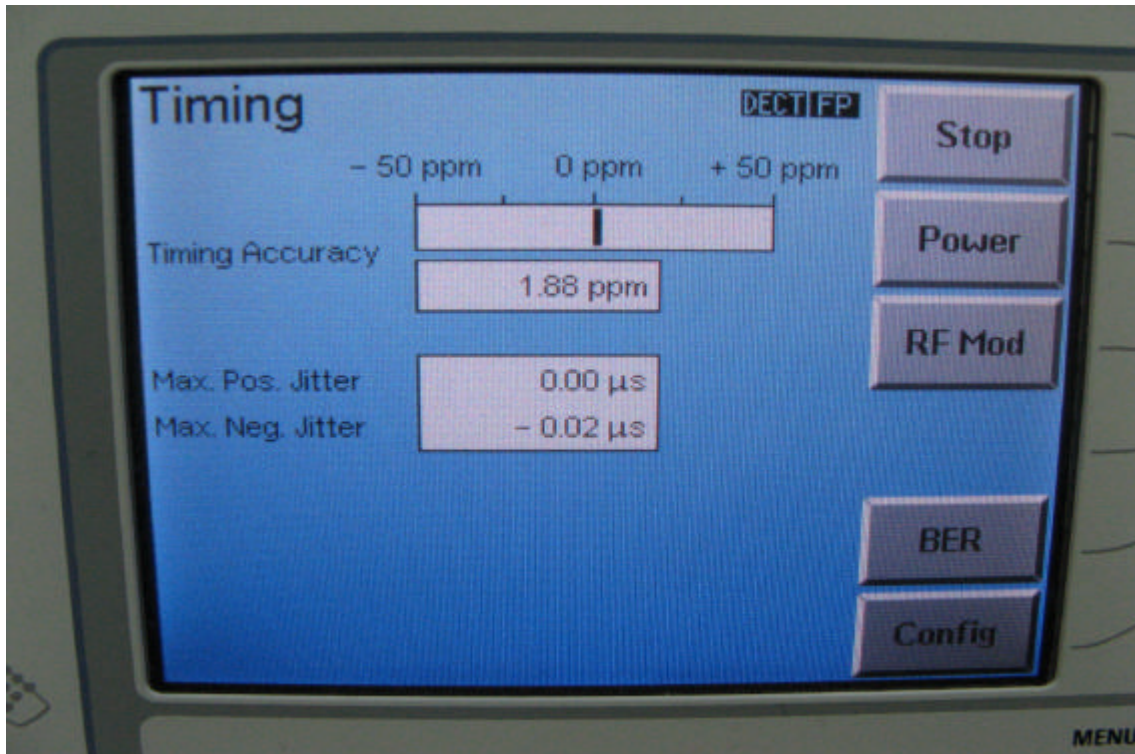 Timing
DECT FP
− 50 ppm 0 ppm + 50 ppm
Timing Accuracy
1.88 ppm
Max. Pos. Jitter 0.00 µs
Max. Neg. Jitter − 0.02 µs
Stop
Power
RF Mod
BER
Config
MENU